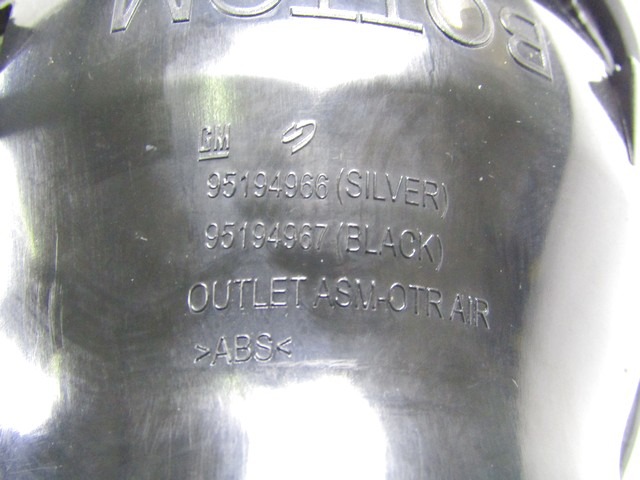 BOTTOM
GM
95194966 (SILVER)
95194967 (BLACK)
OUTLET ASM-OTR AIR
>ABS<